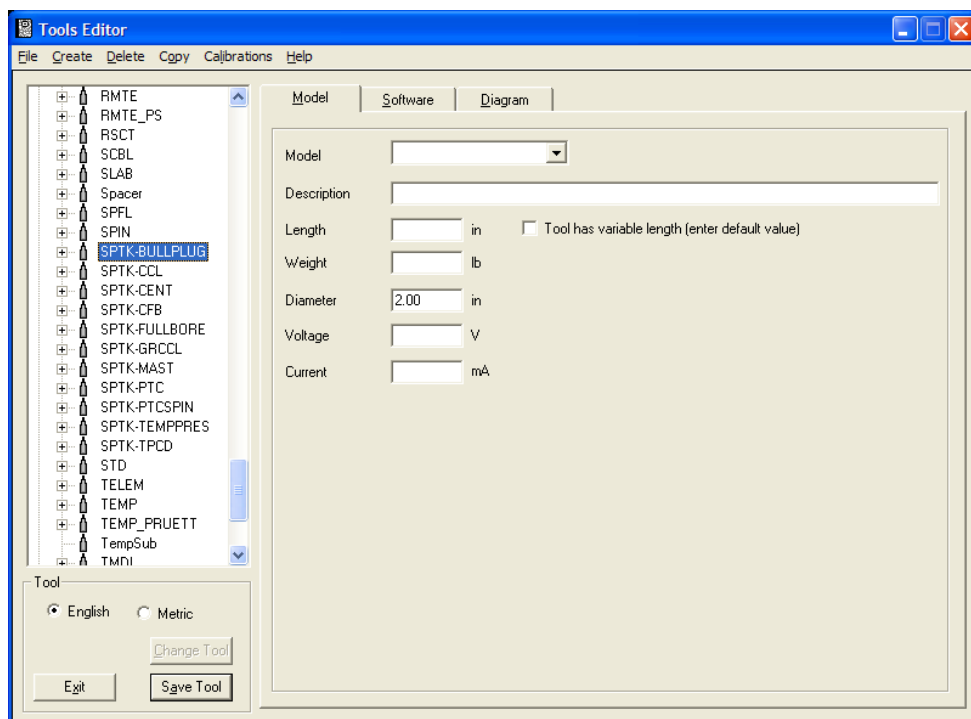 Tools Editor
File Create Delete Copy Calibrations Help
RMTE
RMTE_PS
RSCT
SCBL
SLAB
Spacer
SPFL
SPIN
SPTK-BULLPLUG
SPTK-CCL
SPTK-CENT
SPTK-CFB
SPTK-FULLBORE
SPTK-GRCCL
SPTK-MAST
SPTK-PTC
SPTK-PTCSPIN
SPTK-TEMPPRES
SPTK-TPCD
STD
TELEM
TEMP
TEMP_PRUETT
TempSub
Tool
English Metric
Change Tool
Exit Save Tool
Model Software Diagram
Model
Description
Length in Tool has variable length (enter default value)
Weight lb
Diameter 2.00 in
Voltage V
Current mA